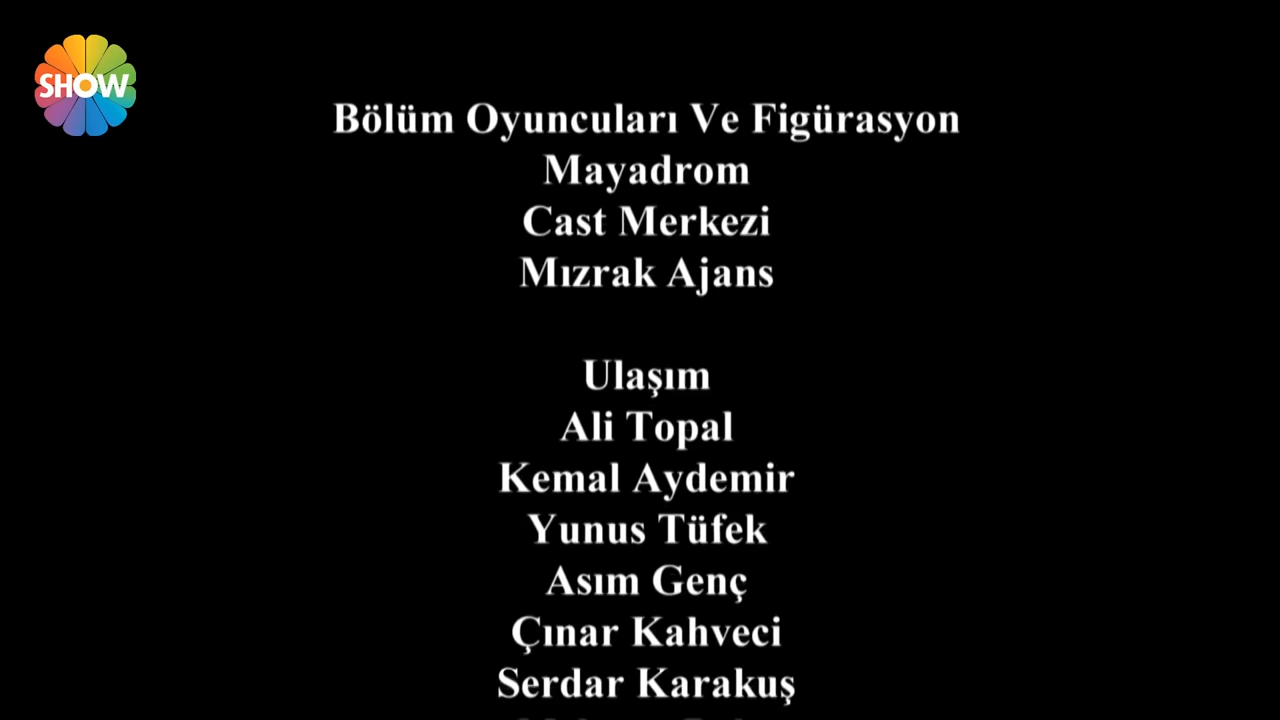 SHOW
Bölüm Oyuncuları Ve Figürasyon
Mayadrom
Cast Merkezi
Mızrak Ajans
Ulaşım
Ali Topal
Kemal Aydemir
Yunus Tüfek
Asım Genç
Çınar Kahveci
Serdar Karakuş